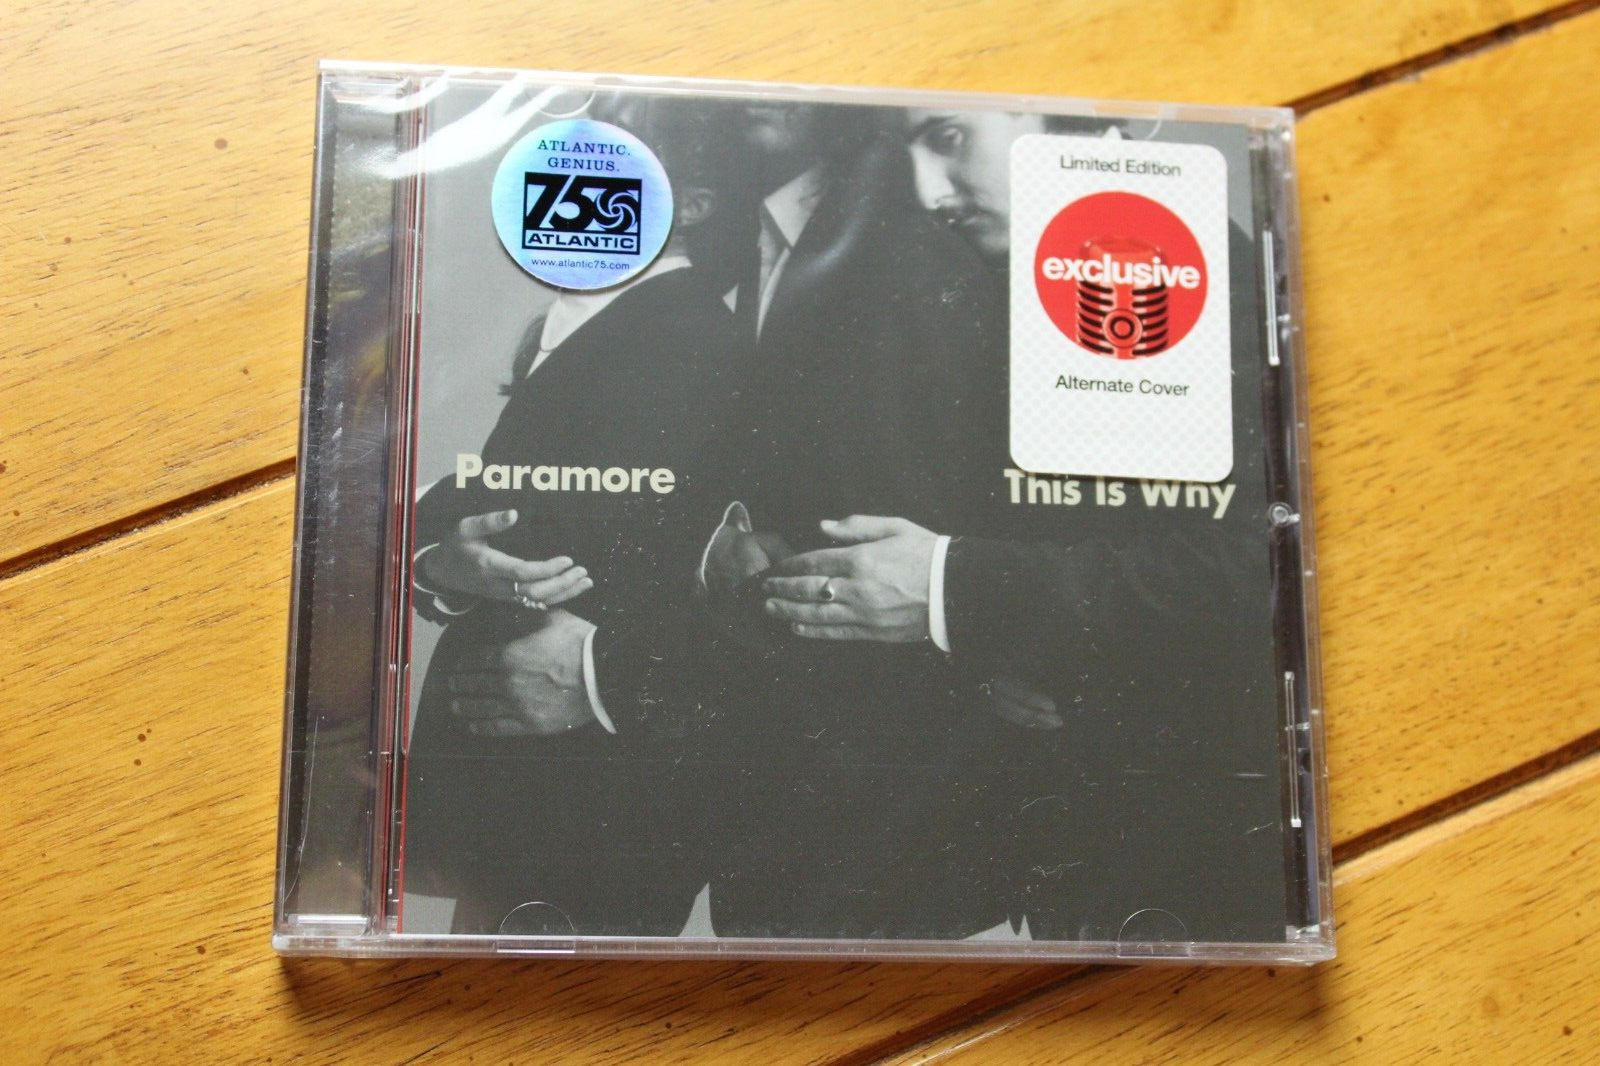 ATLANTIC.
GENIUS.
75
ATLANTIC
www.atlantic75.com
Limited Edition
exclusive
Alternate Cover
Paramore
This Is Why